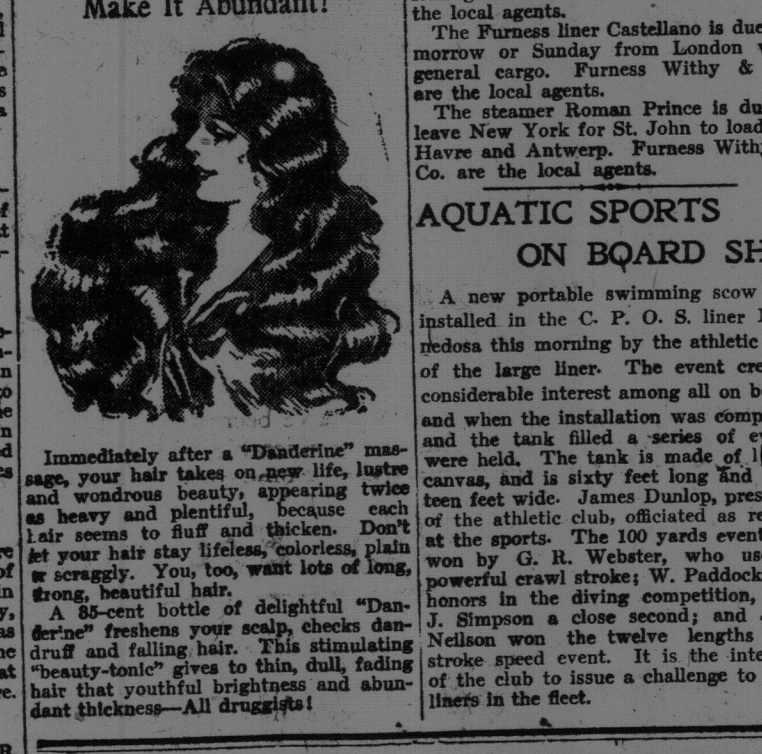 Make It Abundant!
Immediately after a "Danderine" mas-
sage, your hair takes on new life, lustre
and wondrous beauty, appearing twice
as heavy and plentiful, because each
hair seems to fluff and thicken. Don't
let your hair stay lifeless, colorless, plain
or scraggly. You, too, want lots of long,
strong, beautiful hair.
A 35-cent bottle of delightful "Dan-
derine" freshens your scalp, checks dan-
druff and falling hair. This stimulating
"beauty-tonic" gives to thin, dull, fading
hair that youthful brightness and abun-
dant thickness—All druggists!
the local agents.
The Furness liner Castellano is due
morrow or Sunday from London
general cargo. Furness Withy &
are the local agents.
The steamer Roman Prince is du
leave New York for St. John to load
Havre and Antwerp. Furness With
Co. are the local agents.
AQUATIC SPORTS
ON BOARD SH
A new portable swimming scow
installed in the C. P. O. S. liner
nedosa this morning by the athletic
of the large liner. The event cre
considerable interest among all on b
and when the installation was comp
and the tank filled a series of ev
were held. The tank is made of
canvas, and is sixty feet long and
teen feet wide. James Dunlop, pres
of the athletic club, officiated as re
at the sports. The 100 yards event
won by G. R. Webster, who us
powerful crawl stroke; W. Paddock
honors in the diving competition,
J. Simpson a close second; and
Neilson won the twelve lengths
stroke speed event. It is the inte
of the club to issue a challenge to
liners in the fleet.